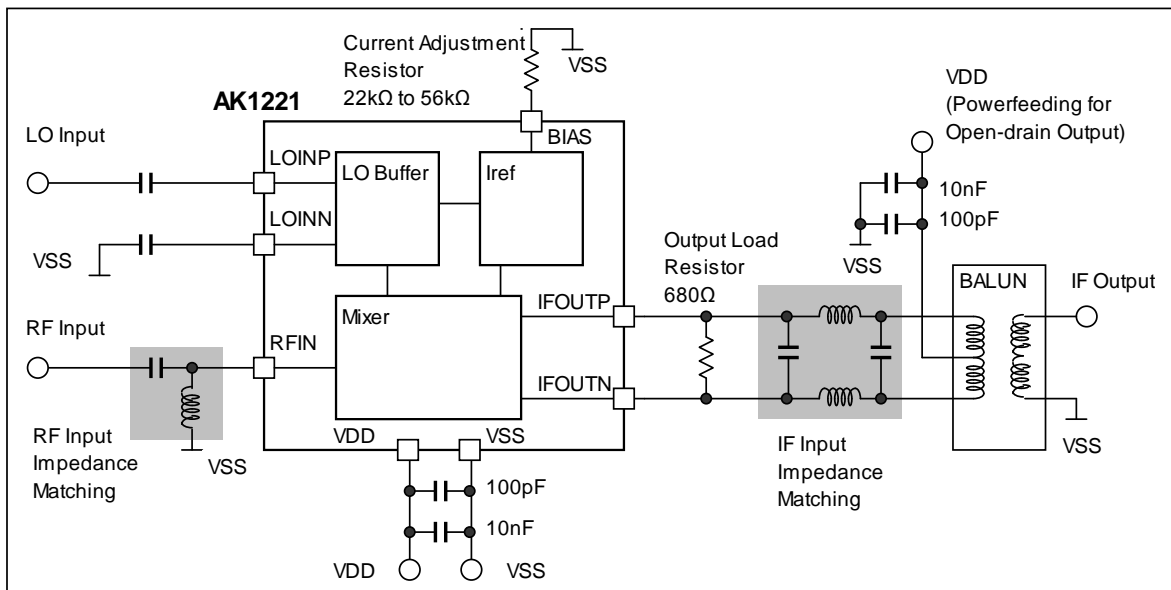 Current Adjustment
Resistor
22kΩ to 56kΩ
VSS
AK1221
VDD
(Powerfeeding for
Open-drain Output)
LO Input
BIAS
LOINP
LO Buffer
Iref
10nF
100pF
LOINN
VSS
Output Load
Resistor
680Ω
VSS
BALUN
IF Output
RF Input
Mixer
IFOUTP
RFIN
IFOUTN
VDD
VSS
RF Input
Impedance
Matching
VSS
IF Input
Impedance
Matching
VSS
100pF
10nF
VDD
VSS